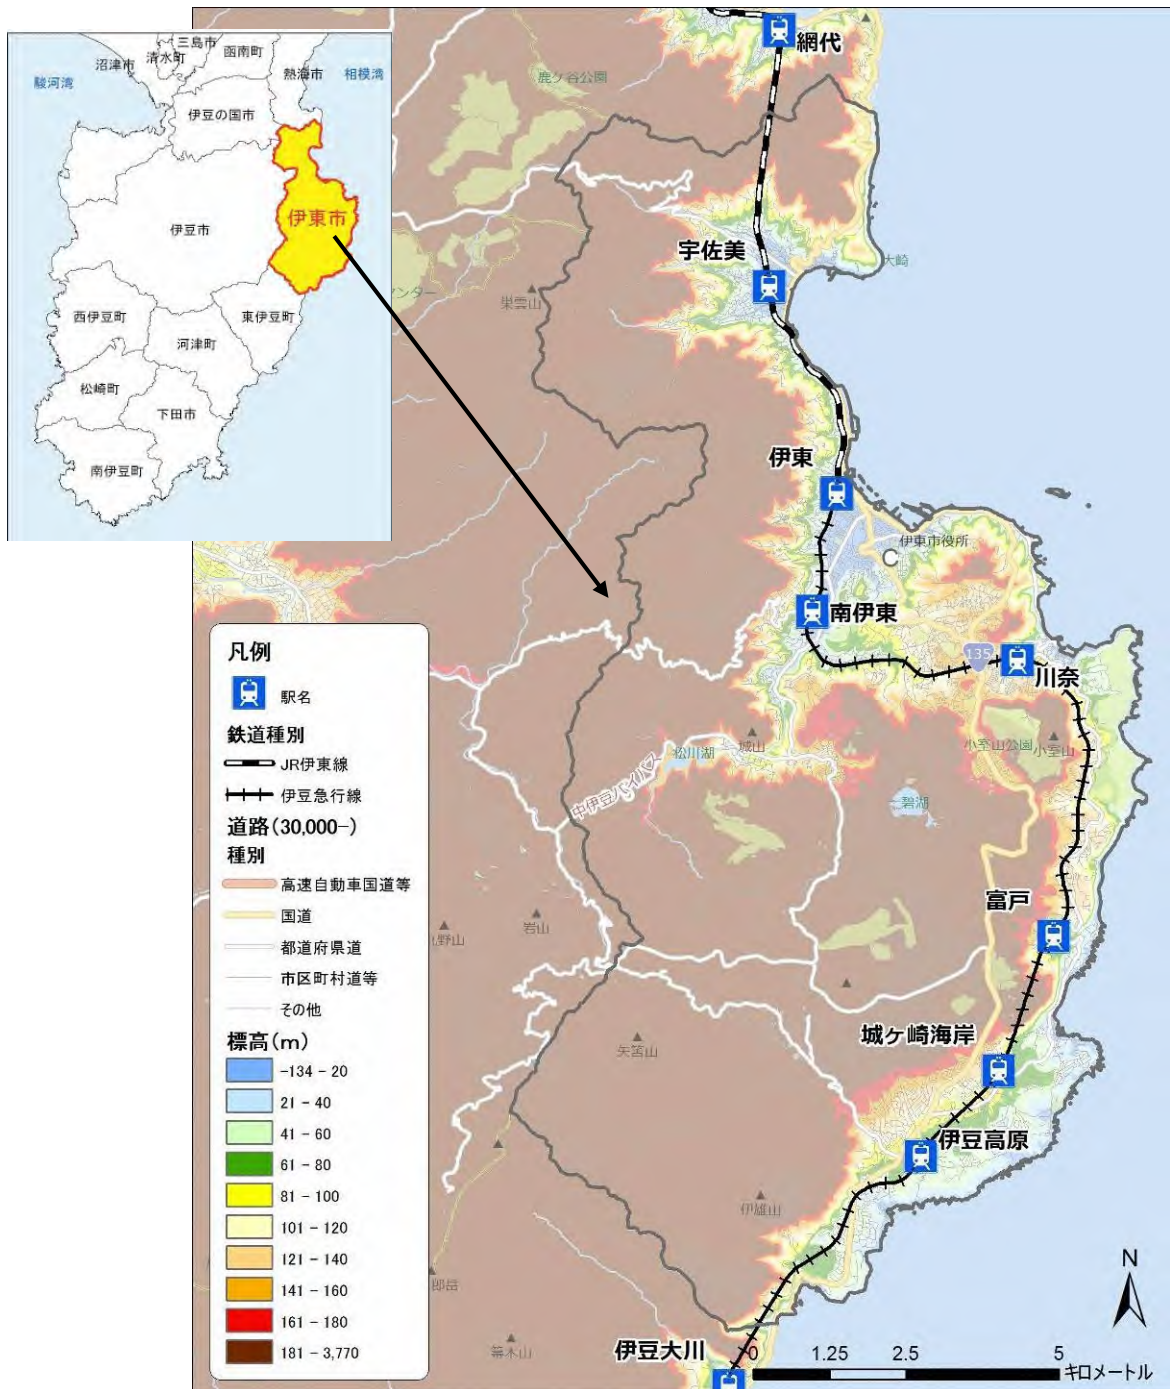 三島市
函南町
清水町
沼津市
熱海市
相模湾
駿河湾
伊豆の国市
伊東市
伊豆市
西伊豆町
東伊豆町
河津町
松崎町
下田市
南伊豆町
網代
鹿ケ谷公園
宇佐美
大崎
巣雲山
伊東
伊東市役所
南伊東
135
川奈
小室山公園
小室山
城山
松川湖
中伊豆バイパス
一碧湖
富戸
岩山
城ヶ崎海岸
矢筈山
伊豆高原
伊雄山
伊豆大川
凡例
駅名
鉄道種別
JR伊東線
伊豆急行線
道路(30,000-)
種別
高速自動車国道等
国道
都道府県道
市区町村道等
その他
標高(m)
-134 - 20
21 - 40
41 - 60
61 - 80
81 - 100
101 - 120
121 - 140
141 - 160
161 - 180
181 - 3,770
N
0 1.25 2.5 5
キロメートル